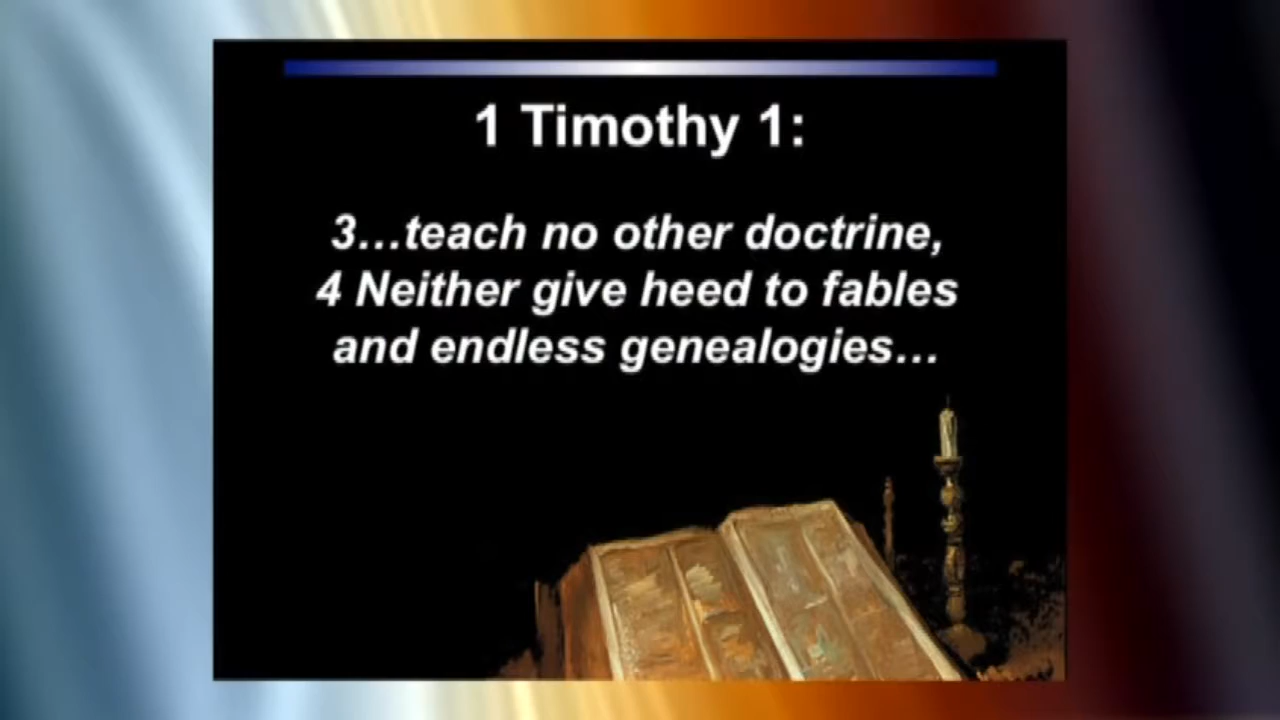 1 Timothy 1:
3…teach no other doctrine,
4 Neither give heed to fables
and endless genealogies…